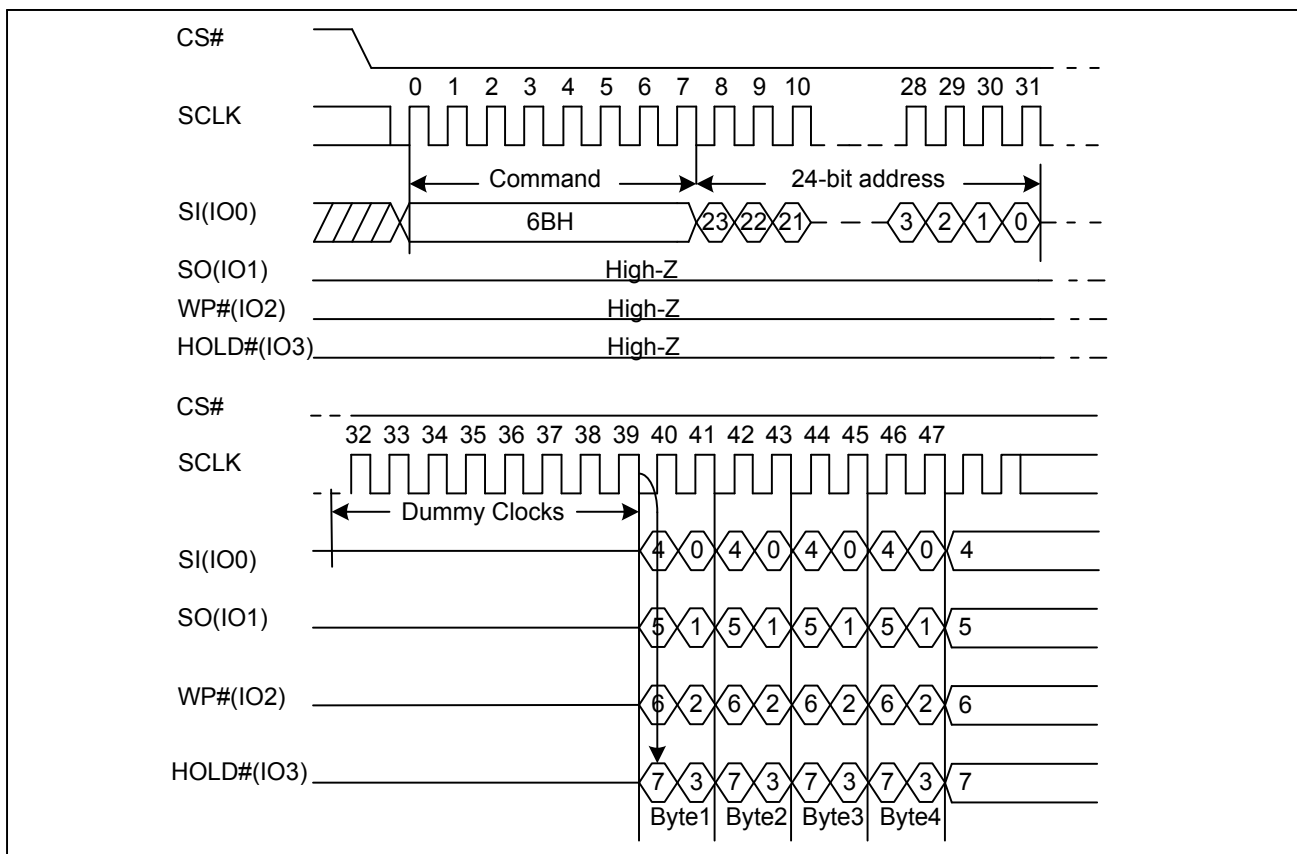 CS#
0 1 2 3 4 5 6 7 8 9 10 28 29 30 31
SCLK
Command 24-bit address
SI(IO0) 6BH 23 22 21 3 2 1 0
SO(IO1) High-Z
WP#(IO2) High-Z
HOLD#(IO3) High-Z
CS#
32 33 34 35 36 37 38 39 40 41 42 43 44 45 46 47
SCLK
Dummy Clocks
SI(IO0) 4 0 4 0 4 0 4 0 4
SO(IO1) 5 1 5 1 5 1 5 1 5
WP#(IO2) 6 2 6 2 6 2 6 2 6
HOLD#(IO3) 7 3 7 3 7 3 7 3 7
Byte1 Byte2 Byte3 Byte4